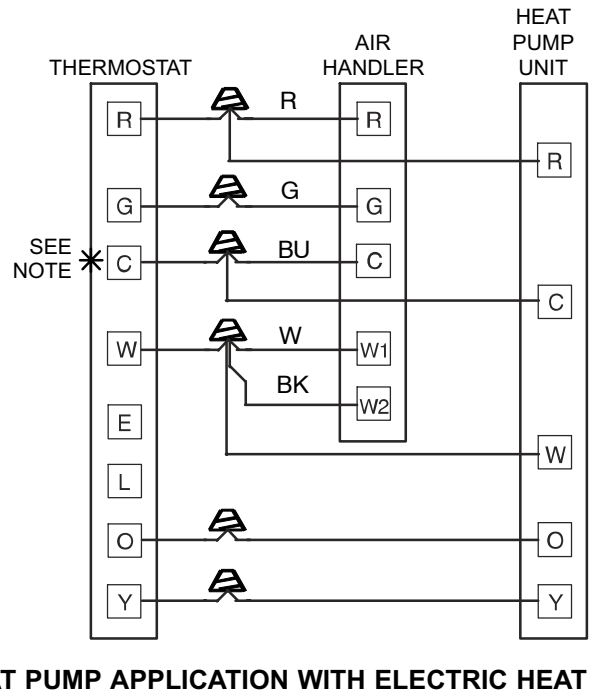 HEAT
PUMP
UNIT
AIR
HANDLER
THERMOSTAT
R
R
R
R
G
G
G
SEE
NOTE
C
BU
C
C
W
W
W1
BK
W2
E
W
L
O
O
Y
Y
AT PUMP APPLICATION WITH ELECTRIC HEAT